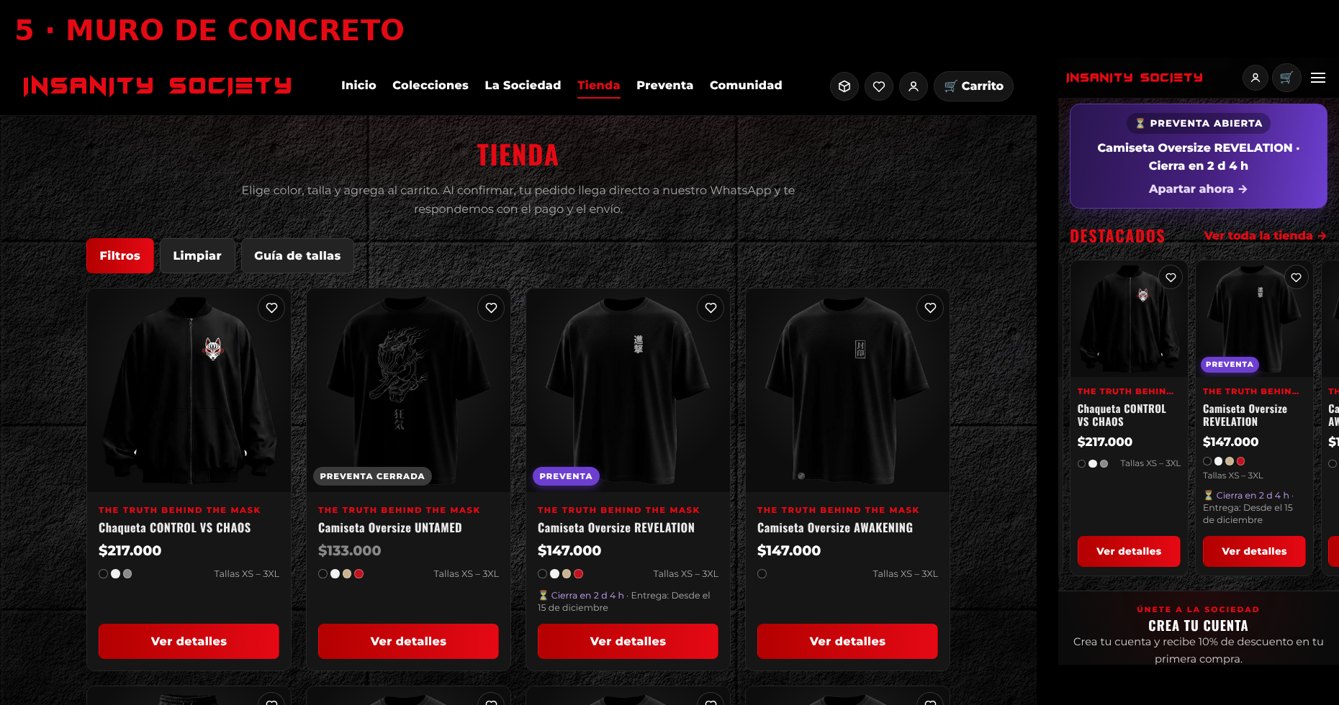 5 · MURO DE CONCRETO
INSANITY SOCIETY
Inicio Colecciones La Sociedad Tienda Preventa Comunidad
🛒 Carrito
TIENDA
Elige color, talla y agrega al carrito. Al confirmar, tu pedido llega directo a nuestro WhatsApp y te
respondemos con el pago y el envío.
Filtros Limpiar Guía de tallas
進撃
封印
狂気
PREVENTA CERRADA
PREVENTA
THE TRUTH BEHIND THE MASK
Chaqueta CONTROL VS CHAOS
$217.000
Tallas XS – 3XL
Ver detalles
THE TRUTH BEHIND THE MASK
Camiseta Oversize UNTAMED
$133.000
Tallas XS – 3XL
Ver detalles
THE TRUTH BEHIND THE MASK
Camiseta Oversize REVELATION
$147.000
Tallas XS – 3XL
⏳ Cierra en 2 d 4 h · Entrega: Desde el
15 de diciembre
Ver detalles
THE TRUTH BEHIND THE MASK
Camiseta Oversize AWAKENING
$147.000
Tallas XS – 3XL
Ver detalles
INSANITY SOCIETY
⏳ PREVENTA ABIERTA
Camiseta Oversize REVELATION ·
Cierra en 2 d 4 h
Apartar ahora →
DESTACADOS
Ver toda la tienda →
THE TRUTH BEHIN...
Chaqueta CONTROL
VS CHAOS
$217.000
Tallas XS – 3XL
Ver detalles
進撃
PREVENTA
THE TRUTH BEHIN...
Camiseta Oversize
REVELATION
$147.000
Tallas XS – 3XL
⏳ Cierra en 2 d 4 h ·
Entrega: Desde el 15
de diciembre
Ver detalles
ÚNETE A LA SOCIEDAD
CREA TU CUENTA
Crea tu cuenta y recibe 10% de descuento en tu
primera compra.